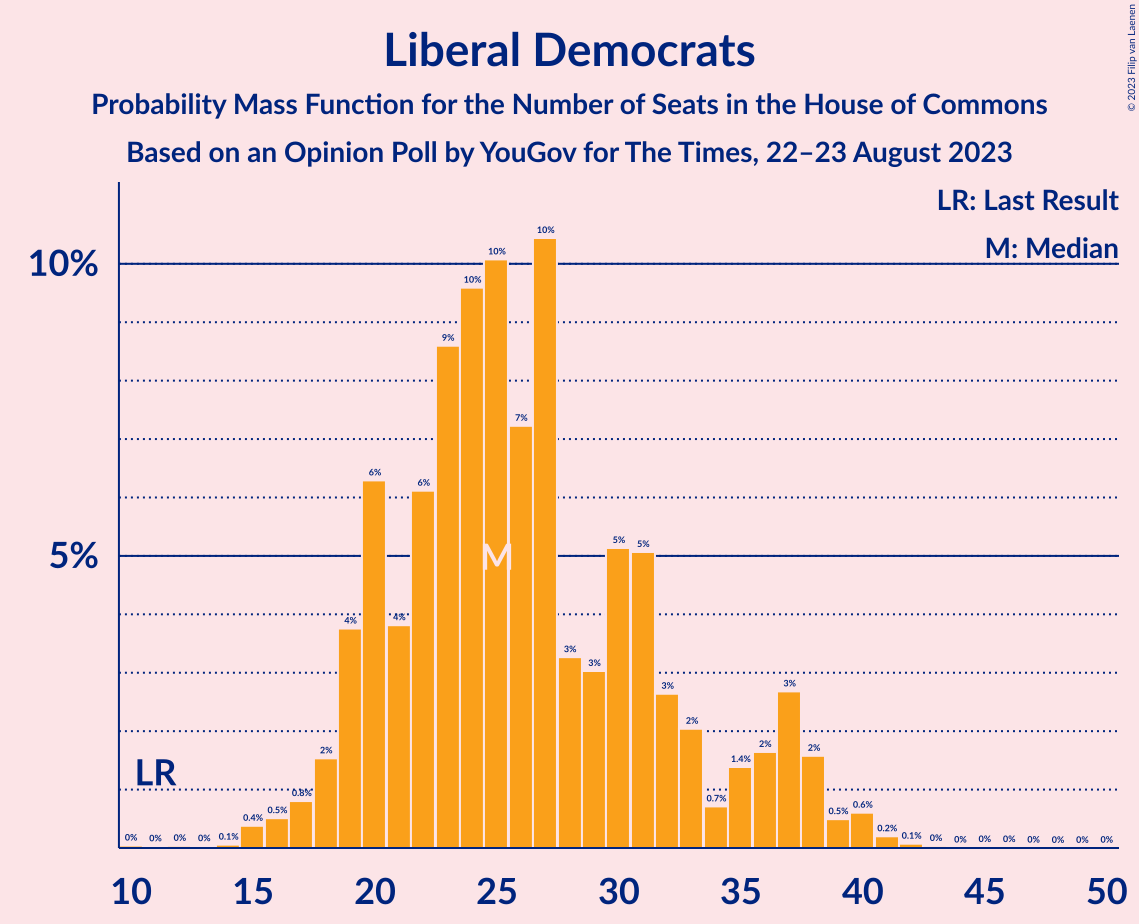 Liberal Democrats
Probability Mass Function for the Number of Seats in the House of Commons
Based on an Opinion Poll by YouGov for The Times, 22–23 August 2023
© 2023 Filip van Laenen
LR: Last Result
M: Median
10%
5%
0% 0% 0% 0% 0.1% 0.4% 0.5% 0.8% 2% 4% 6% 4% 6% 9% 10% 10% 7% 10% 3% 3% 5% 5% 3% 2% 0.7% 1.4% 2% 3% 2% 0.5% 0.6% 0.2% 0.1% 0% 0% 0% 0% 0% 0% 0% 0%
M
LR
10 15 20 25 30 35 40 45 50